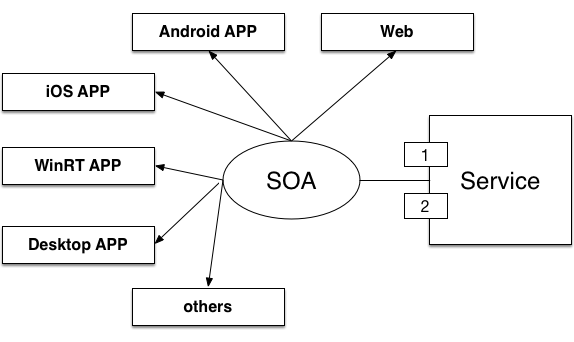 Android APP
Web
iOS APP
WinRT APP
SOA
1
Service
2
Desktop APP
others